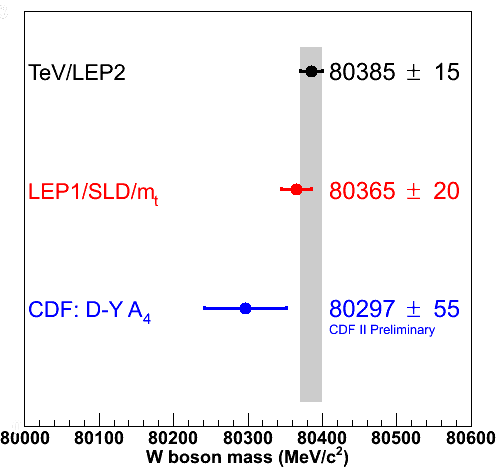 TeV/LEP2 80385 ± 15
LEP1/SLD/mt 80365 ± 20
CDF: D-Y A4 80297 ± 55
CDF II Preliminary
80000 80100 80200 80300 80400 80500 80600
W boson mass (MeV/c²)